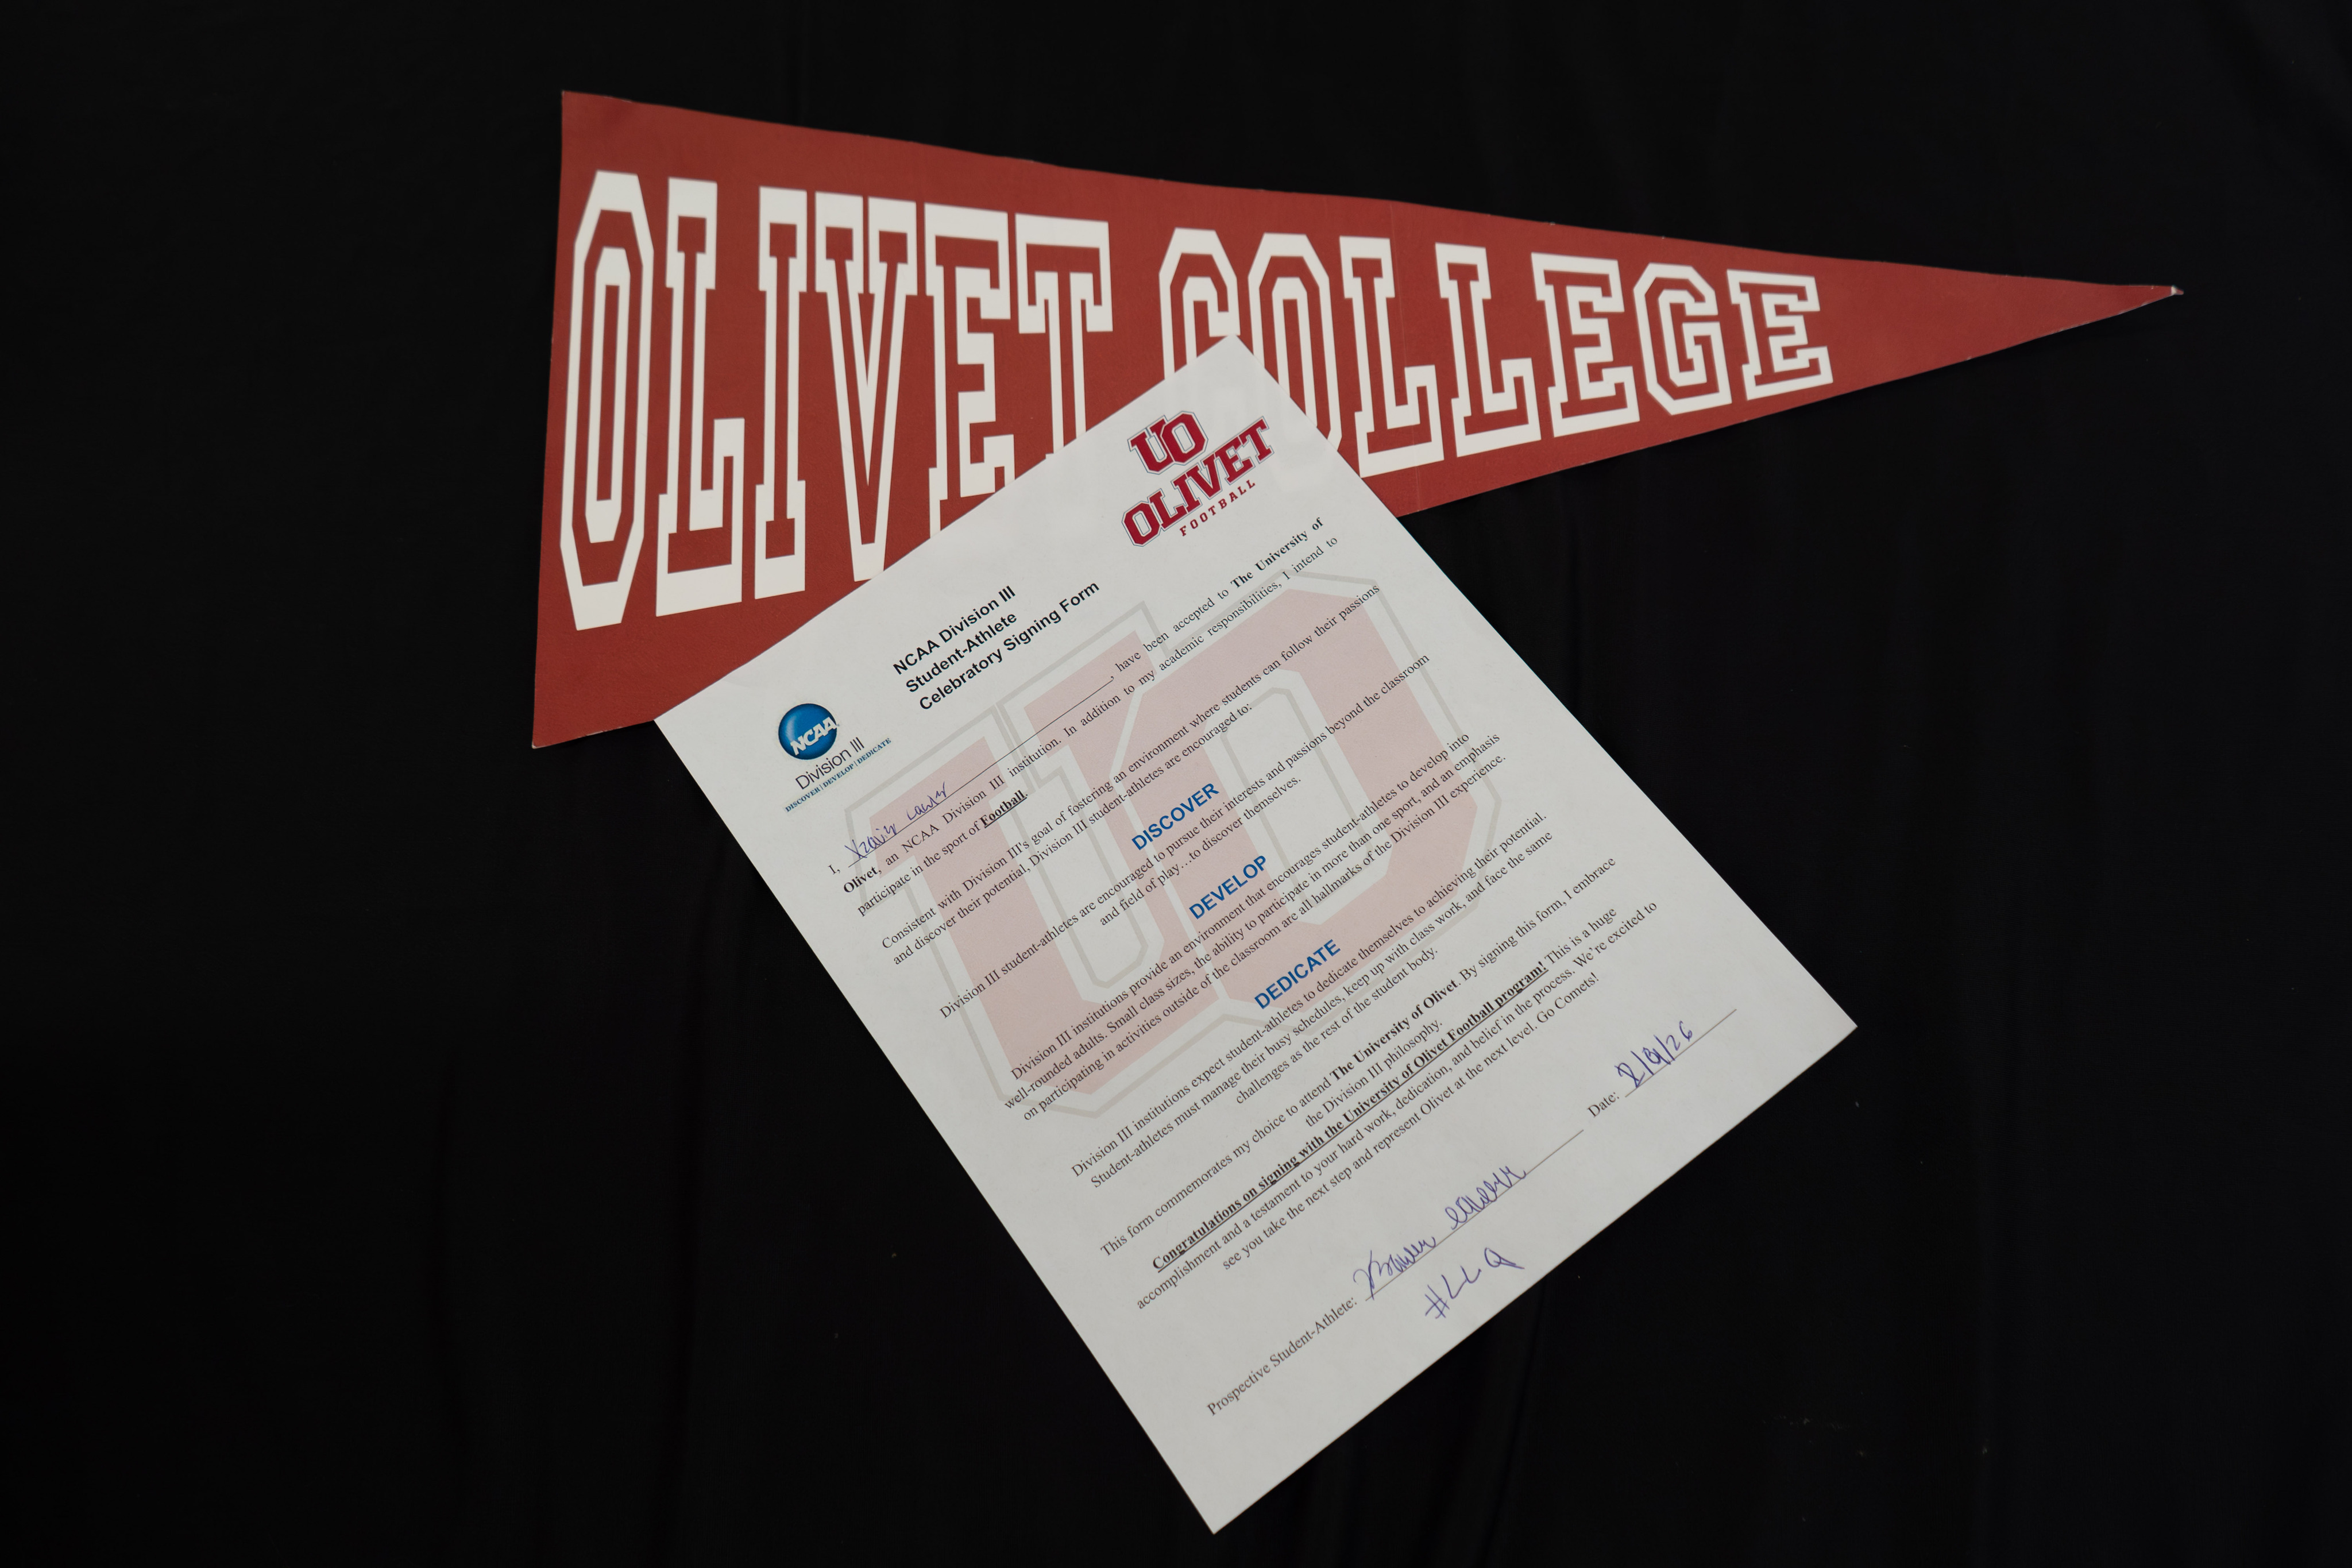 OLIVET COLLEGE
UO
OLIVET
FOOTBALL
NCAA Division III
Student-Athlete
Celebratory Signing Form
NCAA
Division III
DISCOVER | DEVELOP | DEDICATE
I, , have been accepted to The University of
Olivet, an NCAA Division III institution. In addition to my academic responsibilities, I intend to
participate in the sport of Football.
Consistent with Division III's goal of fostering an environment where students can follow their passions
and discover their potential, Division III student-athletes are encouraged to:
DISCOVER
Division III student-athletes are encouraged to pursue their interests and passions beyond the classroom
and field of play…to discover themselves.
DEVELOP
Division III institutions provide an environment that encourages student-athletes to develop into
well-rounded adults. Small class sizes, the ability to participate in more than one sport, and an emphasis
on participating in activities outside of the classroom are all hallmarks of the Division III experience.
DEDICATE
Division III institutions expect student-athletes to dedicate themselves to achieving their potential.
Student-athletes must manage their busy schedules, keep up with class work, and face the same
challenges as the rest of the student body.
This form commemorates my choice to attend The University of Olivet. By signing this form, I embrace
the Division III philosophy.
Congratulations on signing with the University of Olivet Football program! This is a huge
accomplishment and a testament to your hard work, dedication, and belief in the process. We're excited to
see you take the next step and represent Olivet at the next level. Go Comets!
Prospective Student-Athlete: Date: